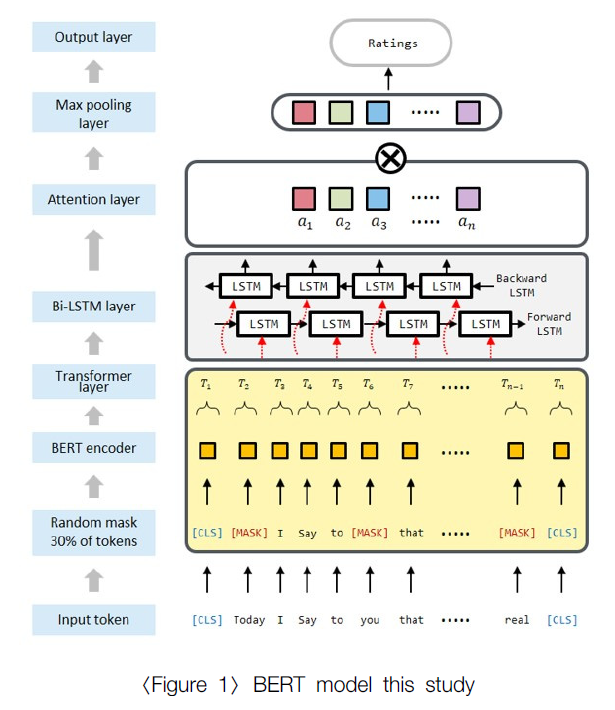 Output layer
Ratings
Max pooling
layer
.....
Attention layer
.....
a1 a2 a3 ..... an
LSTM LSTM LSTM LSTM
Backward
LSTM
Bi-LSTM layer
LSTM LSTM LSTM LSTM
Forward
LSTM
Transformer
layer
T1 T2 T3 T4 T5 T6 T7 ..... Tn−1 Tn
BERT encoder
.....
Random mask
30% of tokens
[CLS] [MASK] I Say to [MASK] that ..... [MASK] [CLS]
Input token
[CLS] Today I Say to you that ..... real [CLS]
〈Figure 1〉 BERT model this study